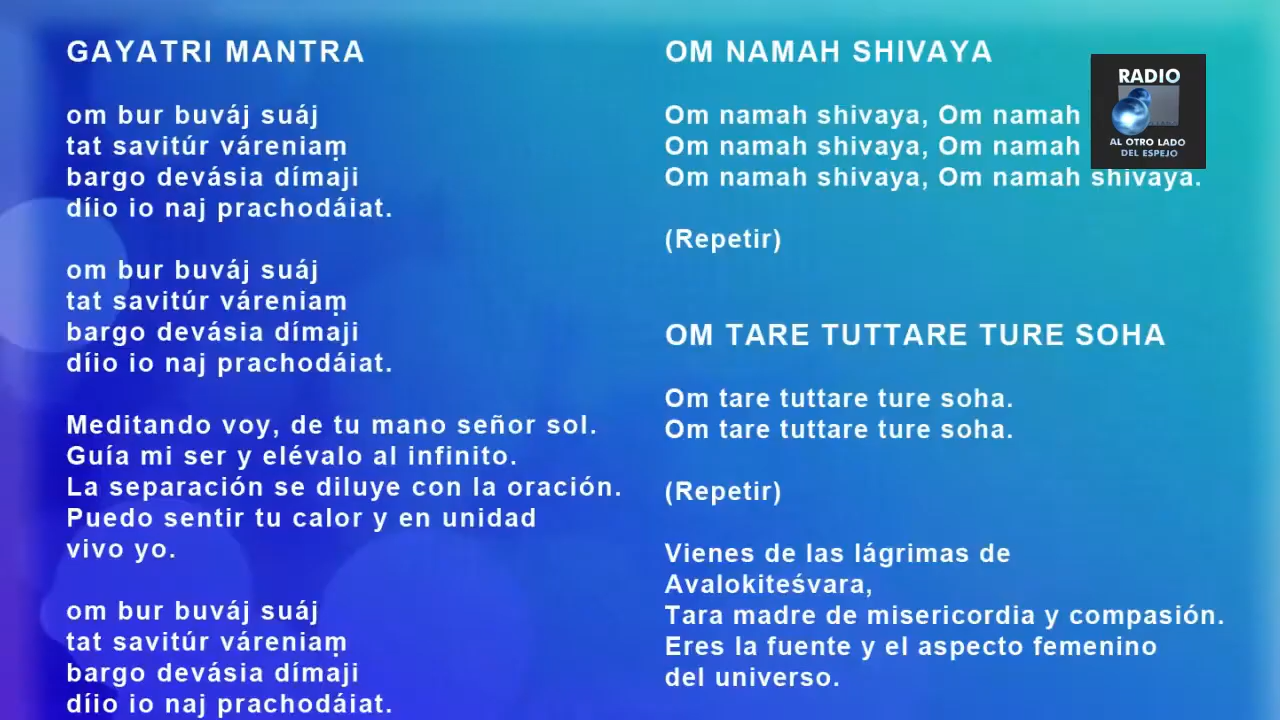 GAYATRI MANTRA
om bur buváj suáj
tat savitúr váreniaṃ
bargo devásia dímaji
díio io naj prachodáiat.
om bur buváj suáj
tat savitúr váreniaṃ
bargo devásia dímaji
díio io naj prachodáiat.
Meditando voy, de tu mano señor sol.
Guía mi ser y elévalo al infinito.
La separación se diluye con la oración.
Puedo sentir tu calor y en unidad
vivo yo.
om bur buváj suáj
tat savitúr váreniaṃ
bargo devásia dímaji
díio io naj prachodáiat.
OM NAMAH SHIVAYA
Om namah shivaya, Om namah
Om namah shivaya, Om namah
Om namah shivaya, Om namah shivaya.
(Repetir)
OM TARE TUTTARE TURE SOHA
Om tare tuttare ture soha.
Om tare tuttare ture soha.
(Repetir)
Vienes de las lágrimas de
Avalokiteśvara,
Tara madre de misericordia y compasión.
Eres la fuente y el aspecto femenino
del universo.
RADIO
AL OTRO LADO
DEL ESPEJO